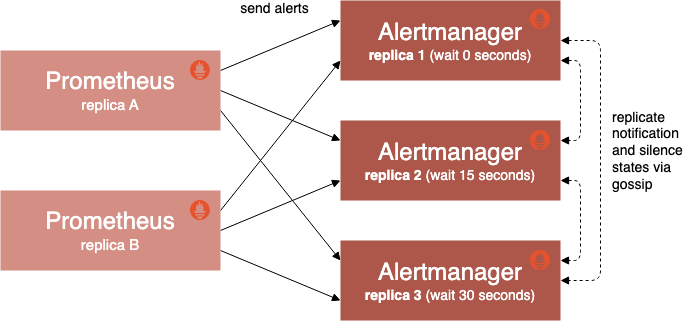 send alerts
Prometheus
replica A
Prometheus
replica B
Alertmanager
replica 1 (wait 0 seconds)
Alertmanager
replica 2 (wait 15 seconds)
Alertmanager
replica 3 (wait 30 seconds)
replicate
notification
and silence
states via
gossip